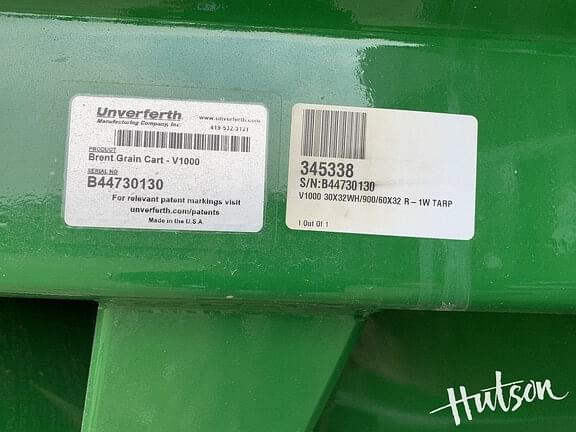 Unverferth
Manufacturing Company, Inc.
www.unverferth.com
419-532-3121
PRODUCT
Brent Grain Cart - V1000
SERIAL NO
B44730130
For relevant patent markings visit
unverferth.com/patents
Made in the U.S.A.
345338
S/N:B44730130
V1000 30X32WH/900/60X32 R-1W TARP
1 Out Of 1
Hutson